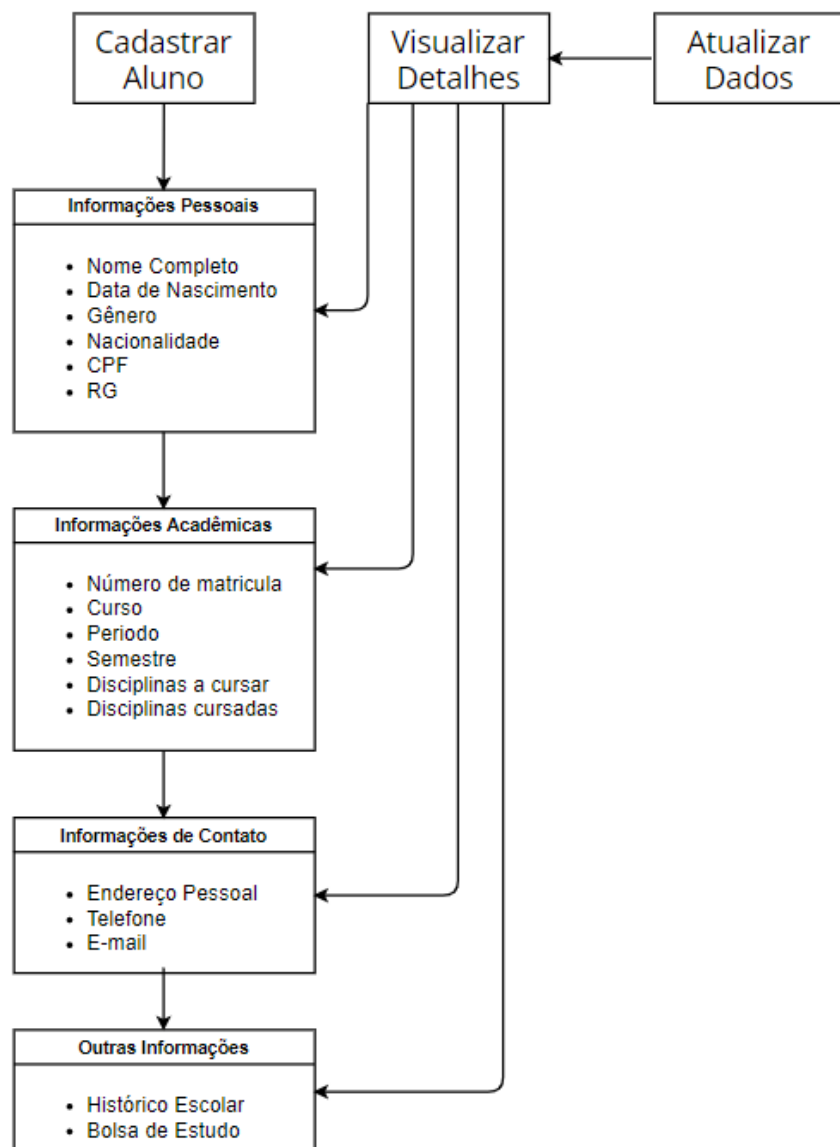 Cadastrar
Aluno
Visualizar
Detalhes
Atualizar
Dados
Informações Pessoais
• Nome Completo
• Data de Nascimento
• Gênero
• Nacionalidade
• CPF
• RG
Informações Acadêmicas
• Número de matricula
• Curso
• Periodo
• Semestre
• Disciplinas a cursar
• Disciplinas cursadas
Informações de Contato
• Endereço Pessoal
• Telefone
• E-mail
Outras Informações
• Histórico Escolar
• Bolsa de Estudo